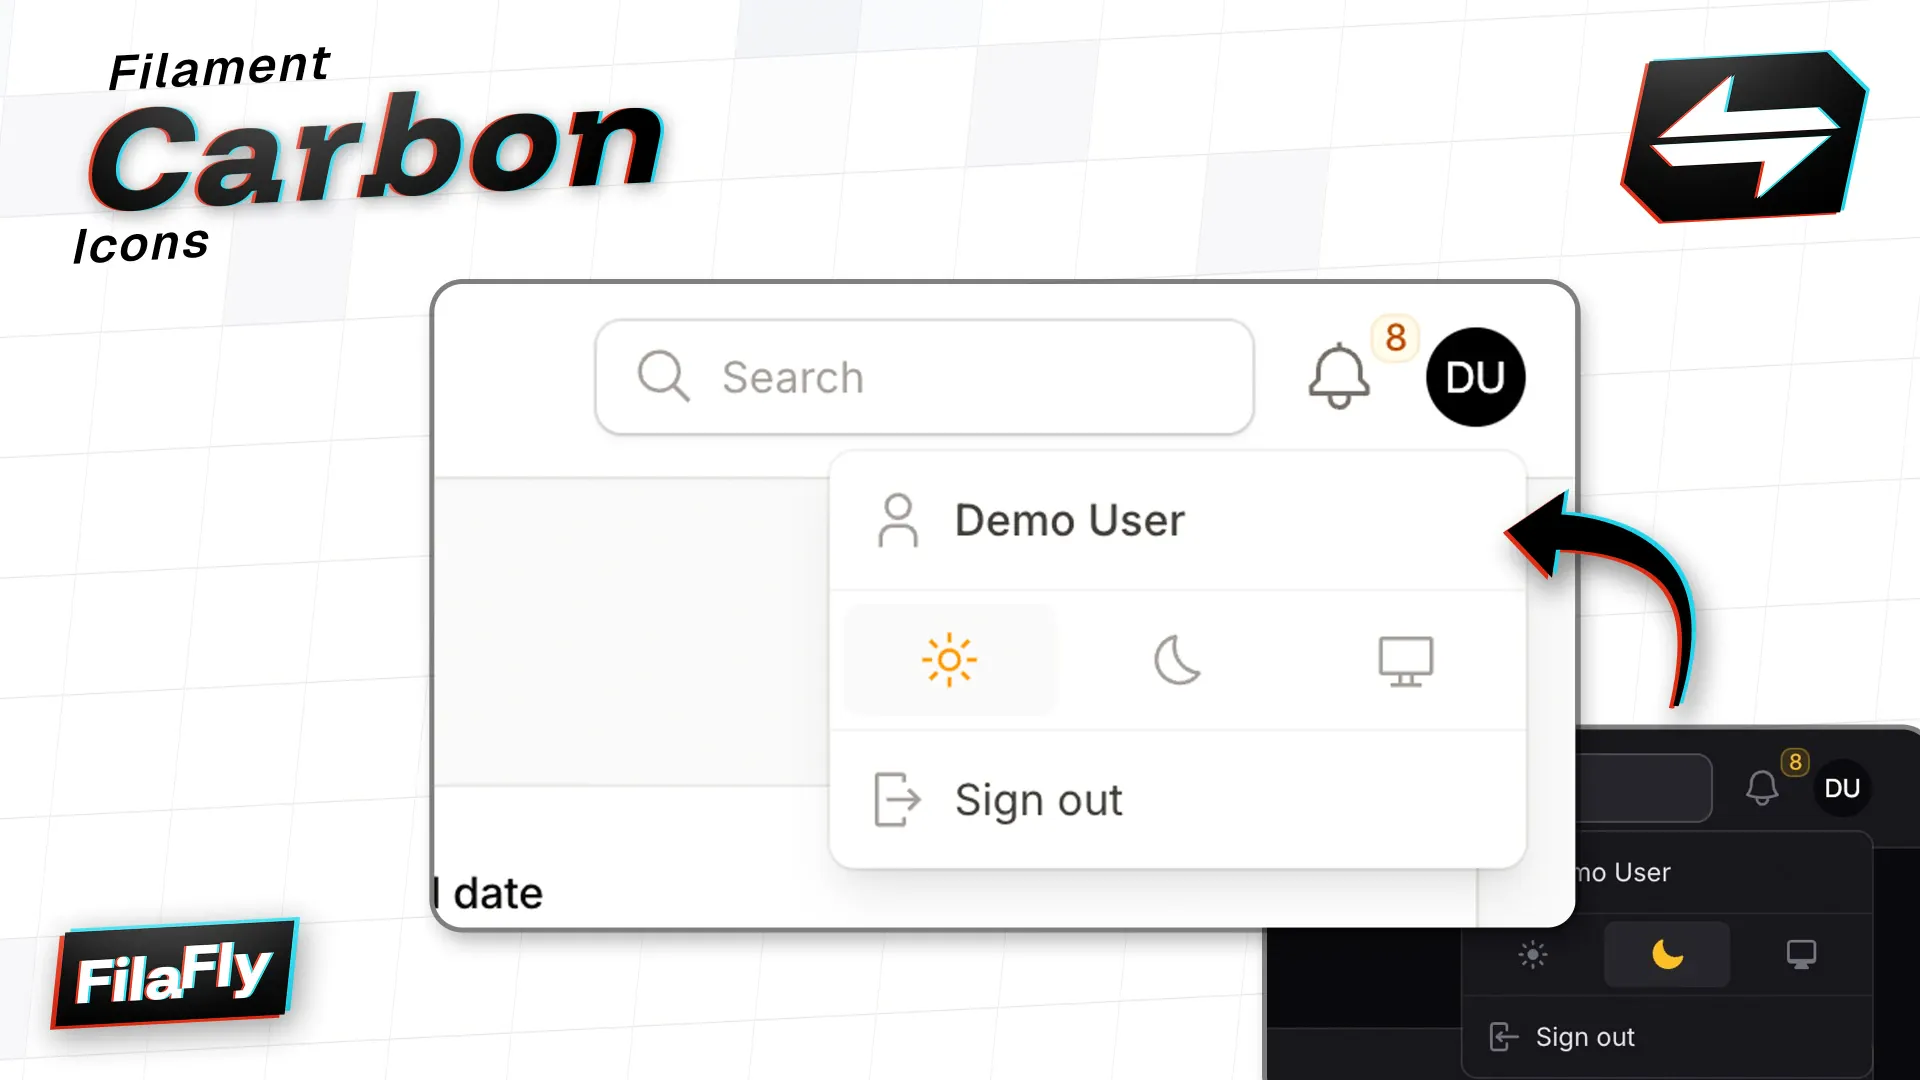 Filament
Carbon
Icons
Search
8
DU
Demo User
Sign out
date
8
DU
mo User
Sign out
FilaFly